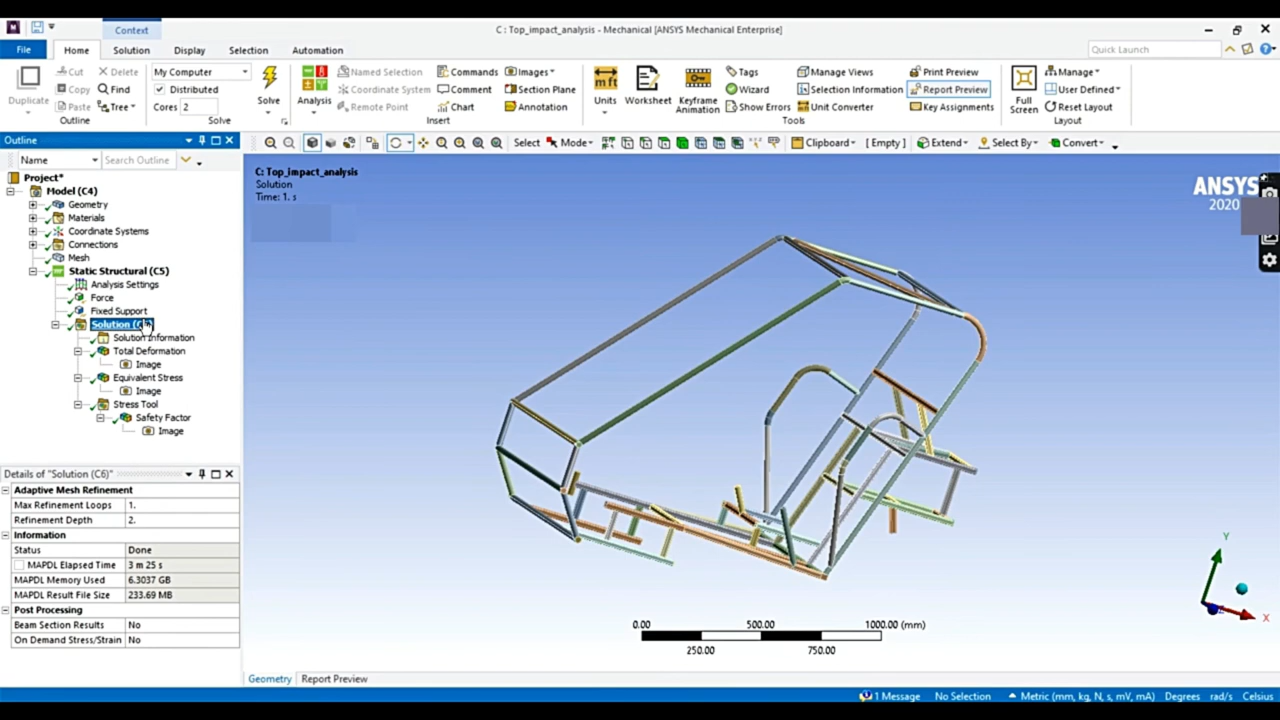 Context
C : Top_impact_analysis - Mechanical [ANSYS Mechanical Enterprise]
File Home Solution Display Selection Automation Quick Launch
Duplicate Cut Delete Copy Find Paste Tree
Outline
My Computer
Distributed
Cores 2
Solve
Solve
Analysis Named Selection Commands Images
Coordinate System Comment Section Plane
Remote Point Chart Annotation
Insert
Units Worksheet Keyframe Animation
Tags Manage Views Print Preview
Wizard Selection Information Report Preview
Show Errors Unit Converter Key Assignments
Tools
Full Screen Manage
User Defined
Reset Layout
Layout
Outline
Name Search Outline
Select Mode Clipboard [ Empty ] Extend Select By Convert
Project*
Model (C4)
Geometry
Materials
Coordinate Systems
Connections
Mesh
Static Structural (C5)
Analysis Settings
Force
Fixed Support
Solution (C
Solution Information
Total Deformation
Image
Equivalent Stress
Image
Stress Tool
Safety Factor
Image
Details of "Solution (C6)"
Adaptive Mesh Refinement
Max Refinement Loops 1.
Refinement Depth 2.
Information
Status Done
MAPDL Elapsed Time 3 m 25 s
MAPDL Memory Used 6.3037 GB
MAPDL Result File Size 233.69 MB
Post Processing
Beam Section Results No
On Demand Stress/Strain No
C: Top_impact_analysis
Solution
Time: 1. s
ANSYS
2020
0.00 500.00 1000.00 (mm)
250.00 750.00
Y
X
Geometry Report Preview
1 Message No Selection Metric (mm, kg, N, s, mV, mA) Degrees rad/s Celsius